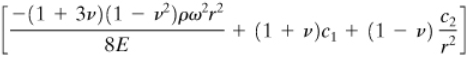 [ −(1 + 3ν)(1 − ν²)ρω²r² / 8E + (1 + ν)c₁ + (1 − ν) c₂ / r² ]